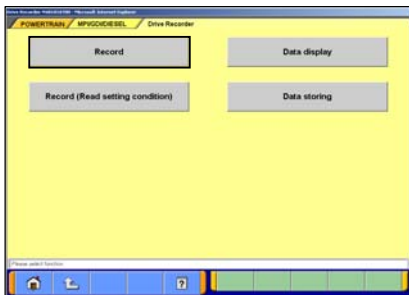 POWERTRAIN / MPI/GDI/DIESEL / Drive Recorder
Record
Data display
Record (Read setting condition)
Data storing
Please select function.